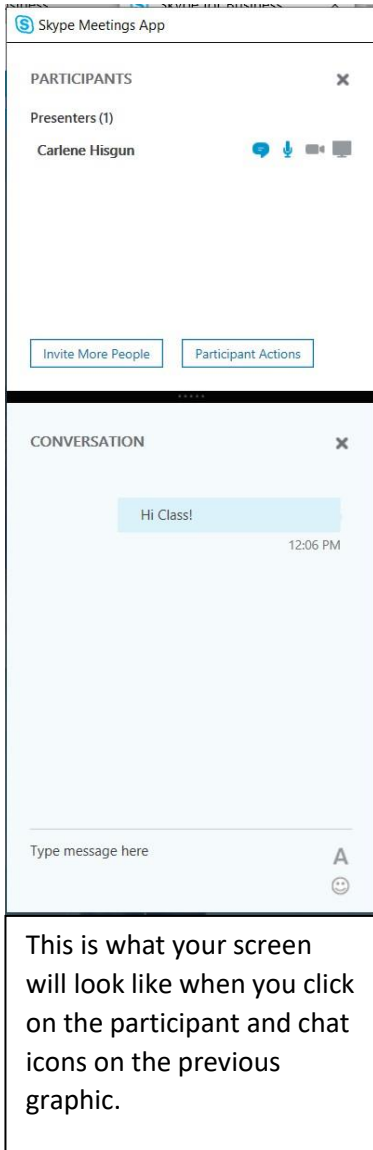 Skype Meetings App
PARTICIPANTS
Presenters (1)
Carlene Hisgun
Invite More People Participant Actions
CONVERSATION
Hi Class!
12:06 PM
Type message here
A
This is what your screen
will look like when you click
on the participant and chat
icons on the previous
graphic.